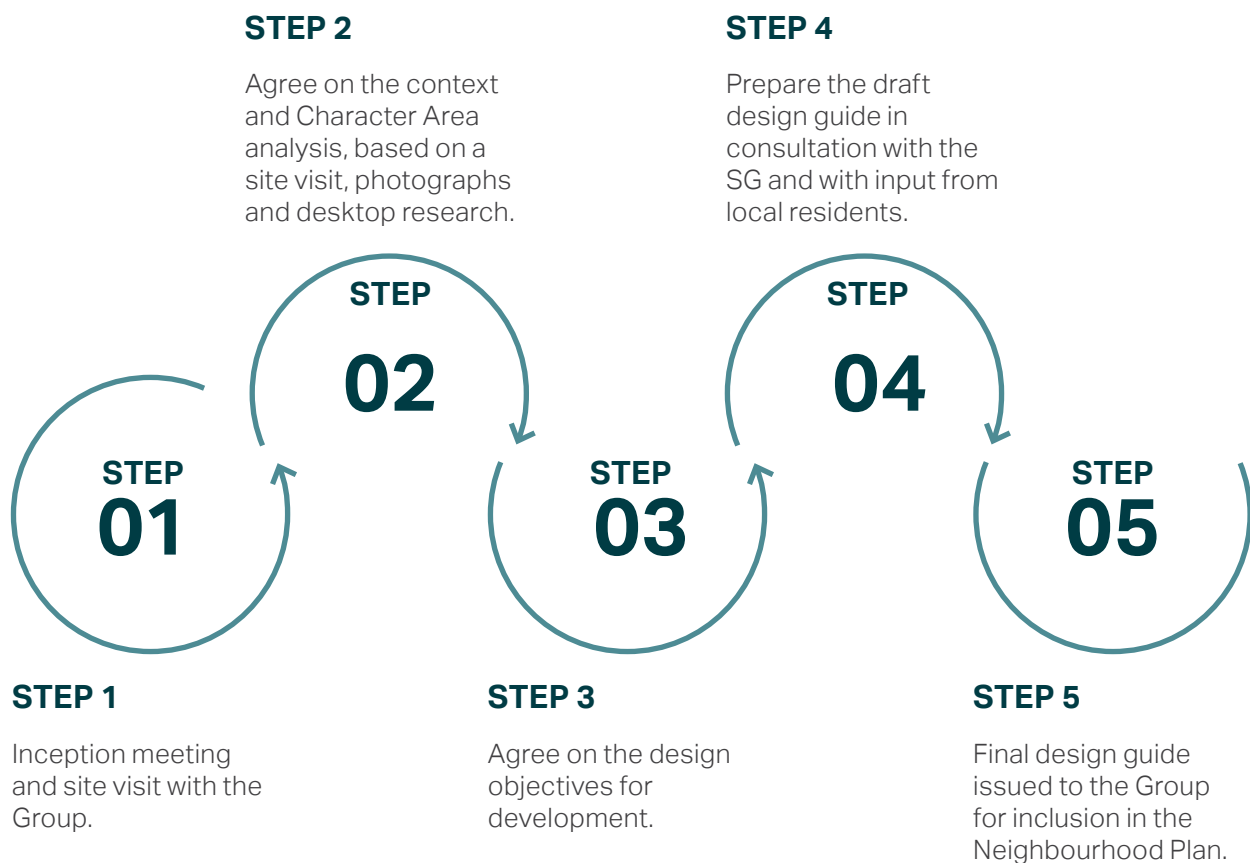 STEP 2
Agree on the context
and Character Area
analysis, based on a
site visit, photographs
and desktop research.
STEP 4
Prepare the draft
design guide in
consultation with the
SG and with input from
local residents.
STEP
02
STEP
04
STEP
01
STEP
03
STEP
05
STEP 1
Inception meeting
and site visit with the
Group.
STEP 3
Agree on the design
objectives for
development.
STEP 5
Final design guide
issued to the Group
for inclusion in the
Neighbourhood Plan.